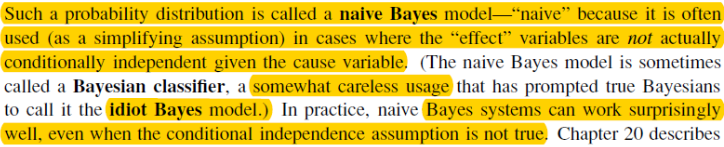 Such a probability distribution is called a naive Bayes model—“naive” because it is often
used (as a simplifying assumption) in cases where the “effect” variables are not actually
conditionally independent given the cause variable. (The naive Bayes model is sometimes
called a Bayesian classifier, a somewhat careless usage that has prompted true Bayesians
to call it the idiot Bayes model.) In practice, naive Bayes systems can work surprisingly
well, even when the conditional independence assumption is not true. Chapter 20 describes